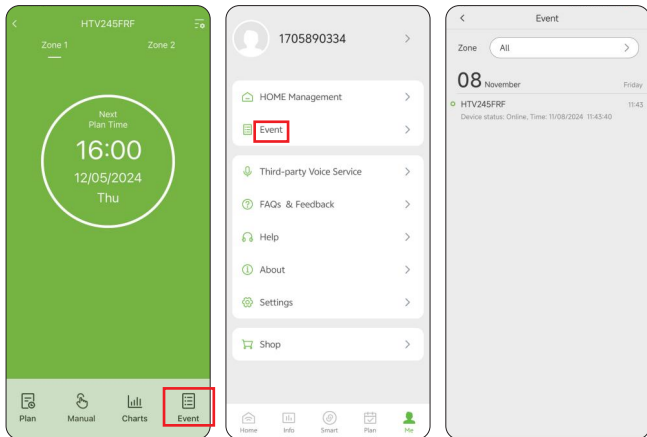 HTV245FRF
Zone 1 Zone 2
Next
Plan Time
16:00
12/05/2024
Thu
Plan Manual Charts Event
1705890334
HOME Management
Event
Third-party Voice Service
FAQs & Feedback
Help
About
Settings
Shop
Home Info Smart Plan Me
Event
Zone All
08 November Friday
HTV245FRF 11:43
Device status: Online, Time: 11/08/2024 11:43:40